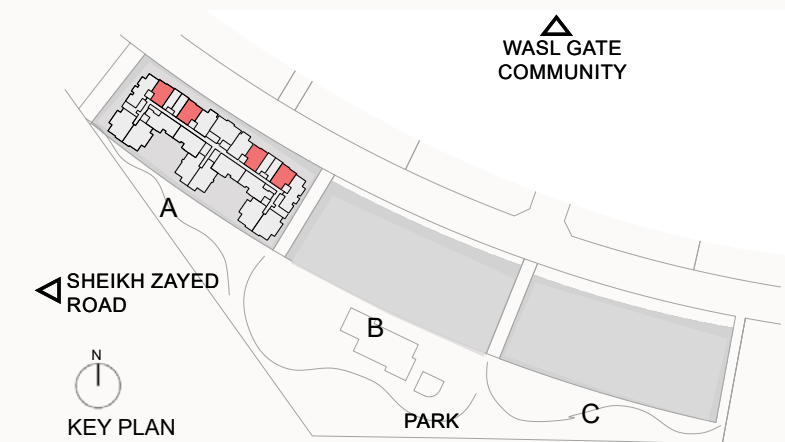 WASL GATE
COMMUNITY
A
SHEIKH ZAYED
ROAD
B
N
KEY PLAN
PARK
C